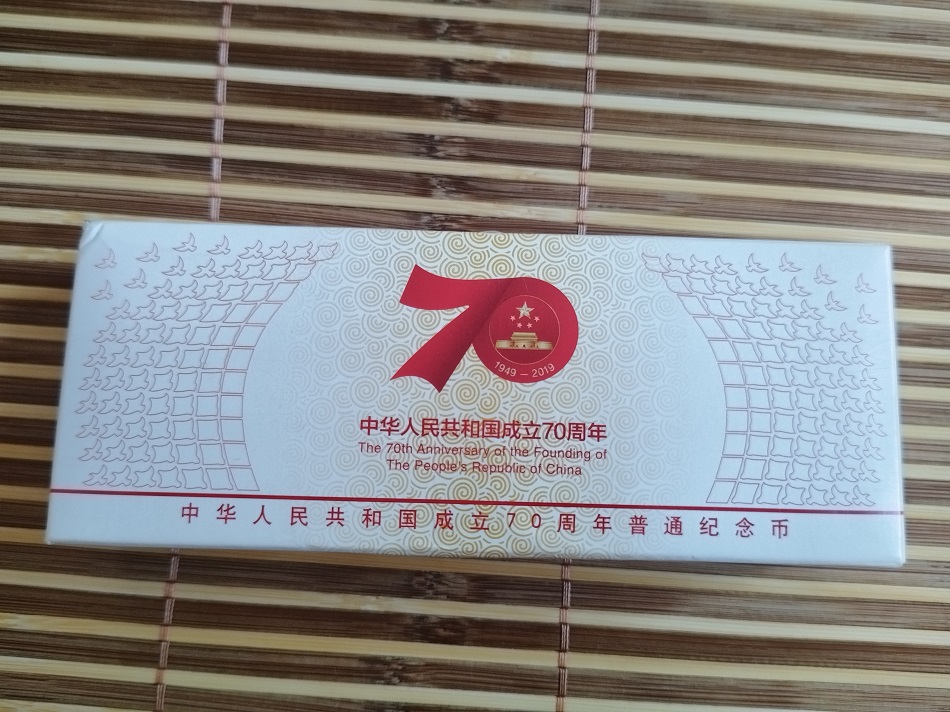 70
1949 — 2019
中华人民共和国成立70周年
The 70th Anniversary of the Founding of
The People's Republic of China
中华人民共和国成立70周年普通纪念币